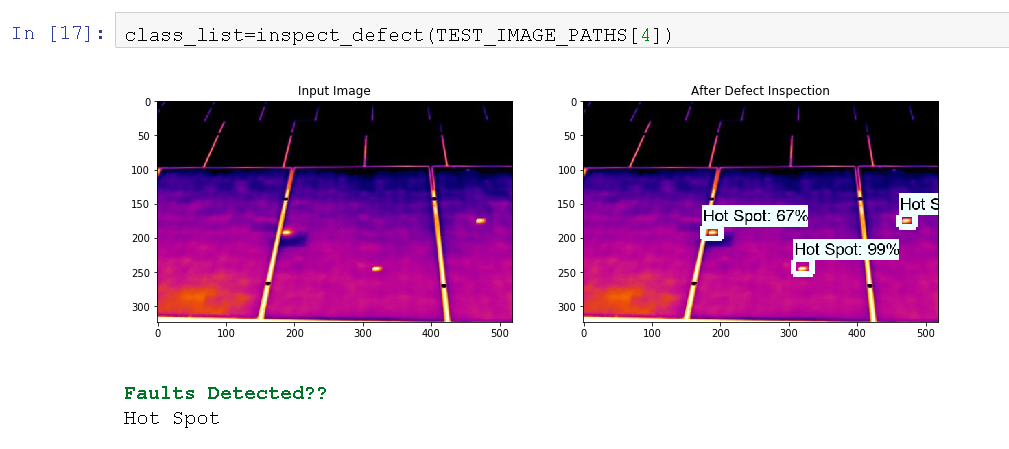 In [17]: class_list=inspect_defect(TEST_IMAGE_PATHS[4])
Input Image
0
50
100
150
200
250
300
0 100 200 300 400 500
After Defect Inspection
0
50
100
150
200
250
300
Hot S
Hot Spot: 67%
Hot Spot: 99%
0 100 200 300 400 500
Faults Detected??
Hot Spot